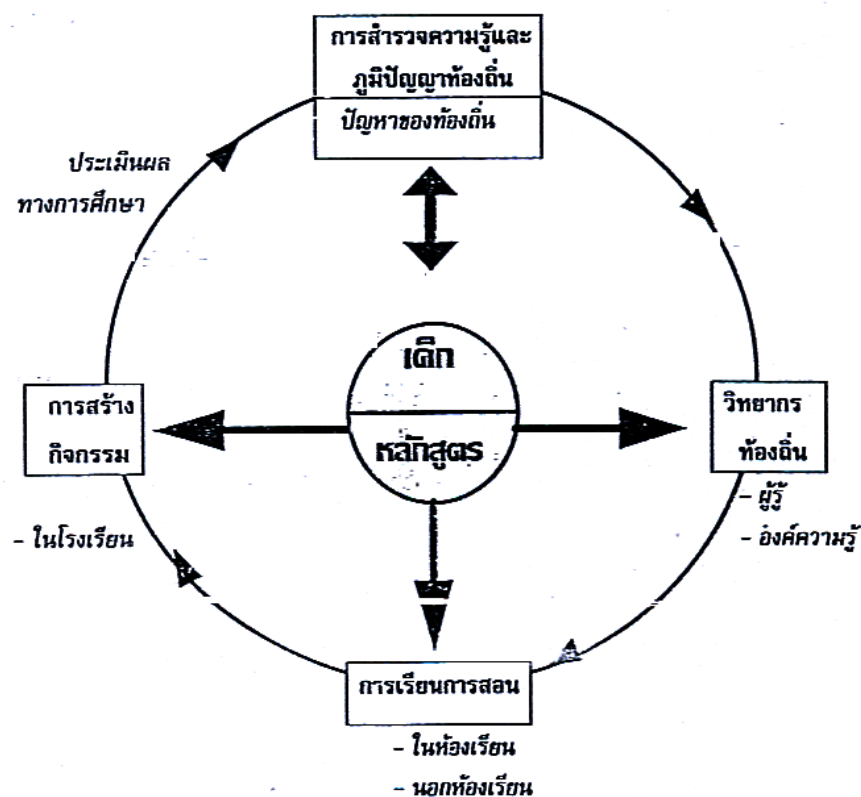 การสำรวจความรู้และ
ภูมิปัญญาท้องถิ่น
ปัญหาของท้องถิ่น
ประเมินผล
ทางการศึกษา
เด็ก
หลักสูตร
การสร้าง
กิจกรรม
- ในโรงเรียน
วิทยากร
ท้องถิ่น
- ผู้รู้
- องค์ความรู้
การเรียนการสอน
- ในห้องเรียน
- นอกห้องเรียน